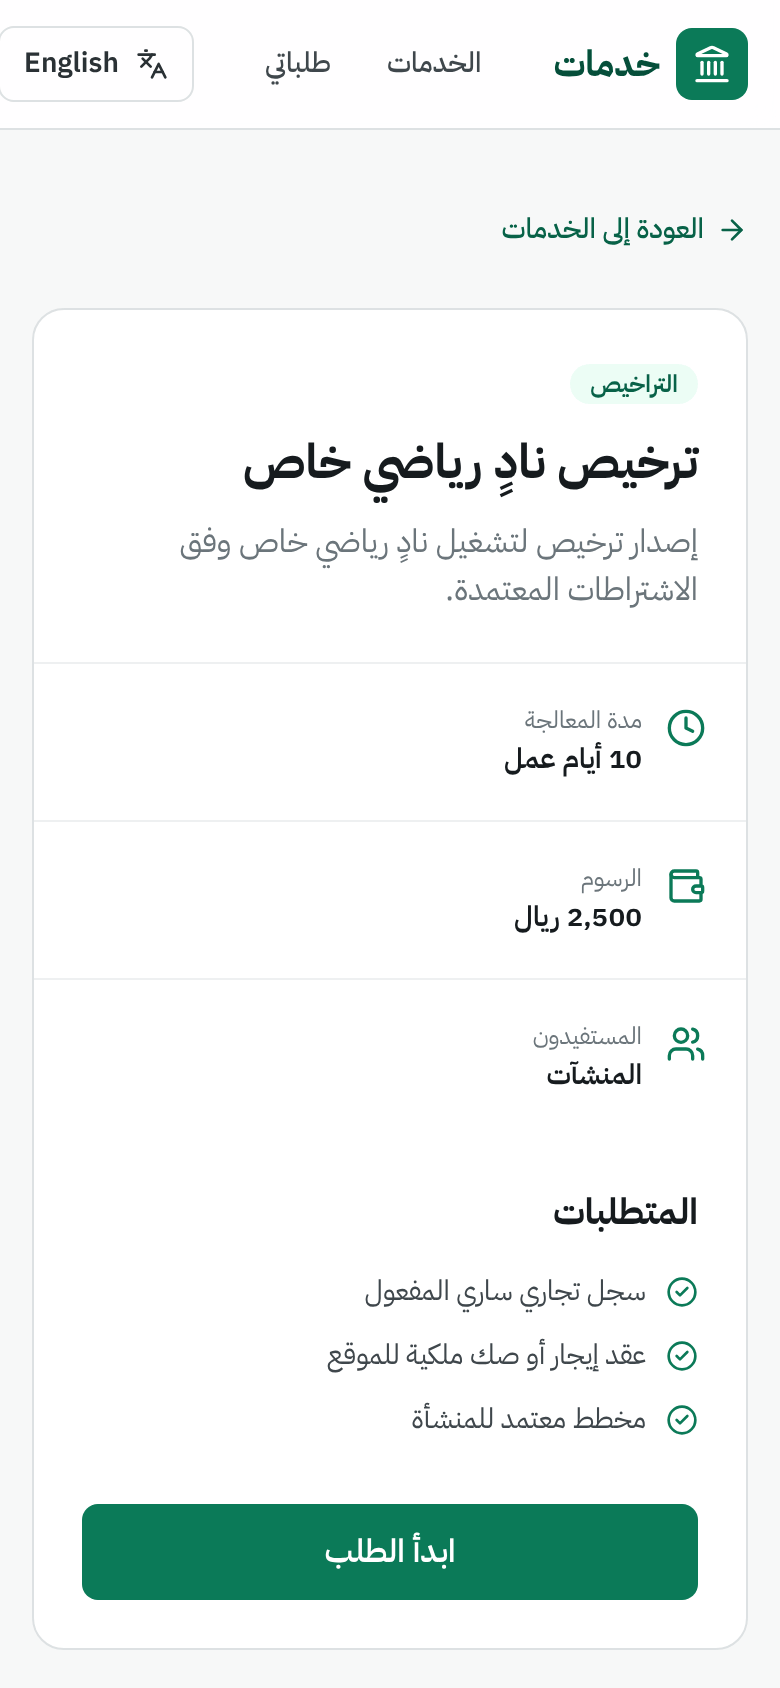 خدمات
الخدمات
طلباتي
English
العودة إلى الخدمات
التراخيص
ترخيص نادٍ رياضي خاص
إصدار ترخيص لتشغيل نادٍ رياضي خاص وفق
الاشتراطات المعتمدة.
مدة المعالجة
10 أيام عمل
الرسوم
2,500 ريال
المستفيدون
المنشآت
المتطلبات
سجل تجاري ساري المفعول
عقد إيجار أو صك ملكية للموقع
مخطط معتمد للمنشأة
ابدأ الطلب